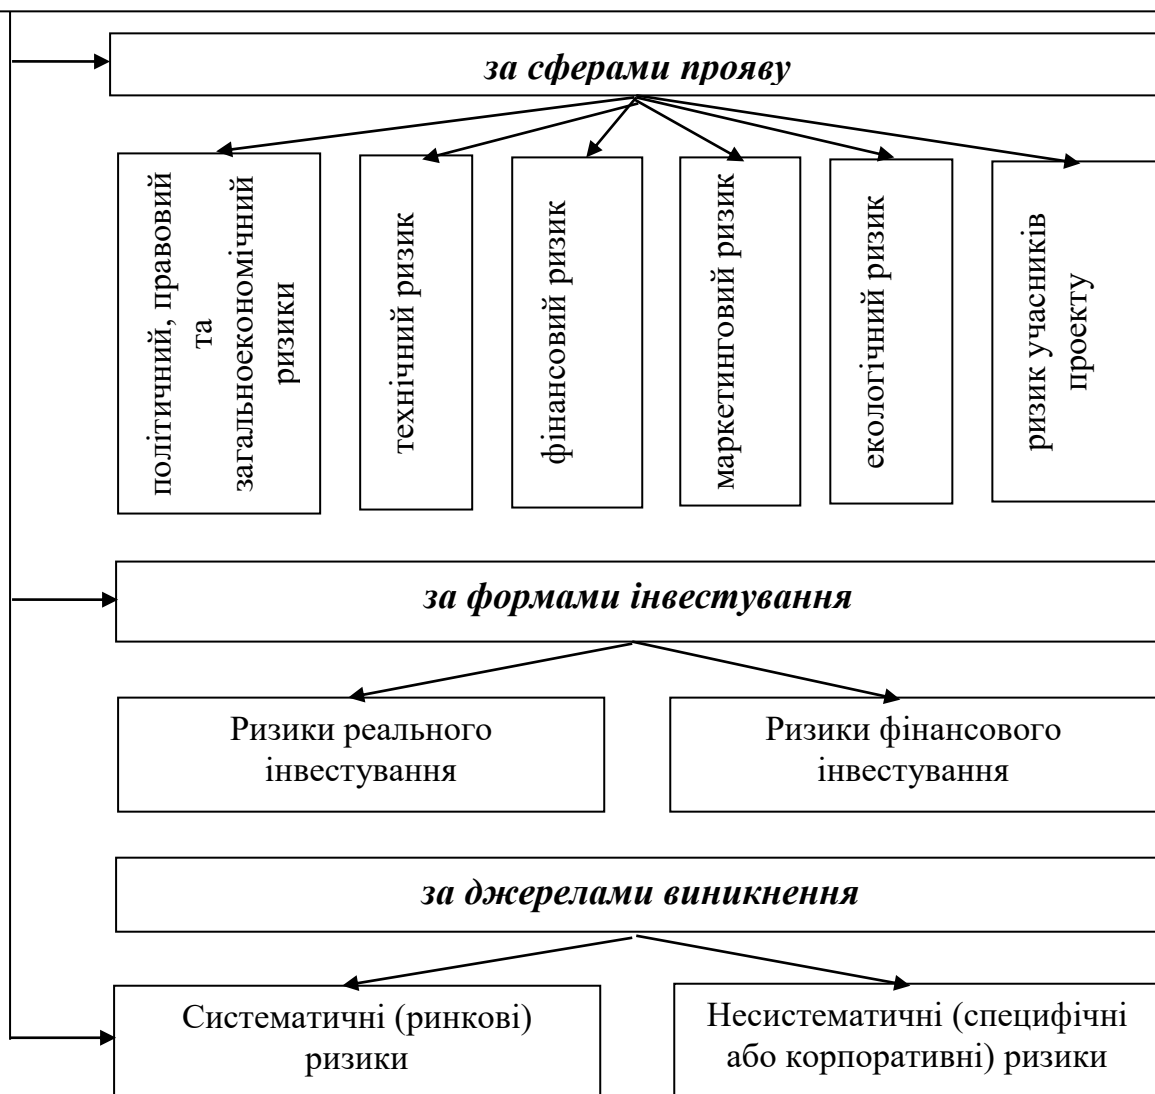 за сферами прояву
політичний, правовий
та
загальноекономічний
ризики
технічний ризик
фінансовий ризик
маркетинговий ризик
екологічний ризик
ризик учасників
проекту
за формами інвестування
Ризики реального
інвестування
Ризики фінансового
інвестування
за джерелами виникнення
Систематичні (ринкові)
ризики
Несистематичні (специфічні
або корпоративні) ризики